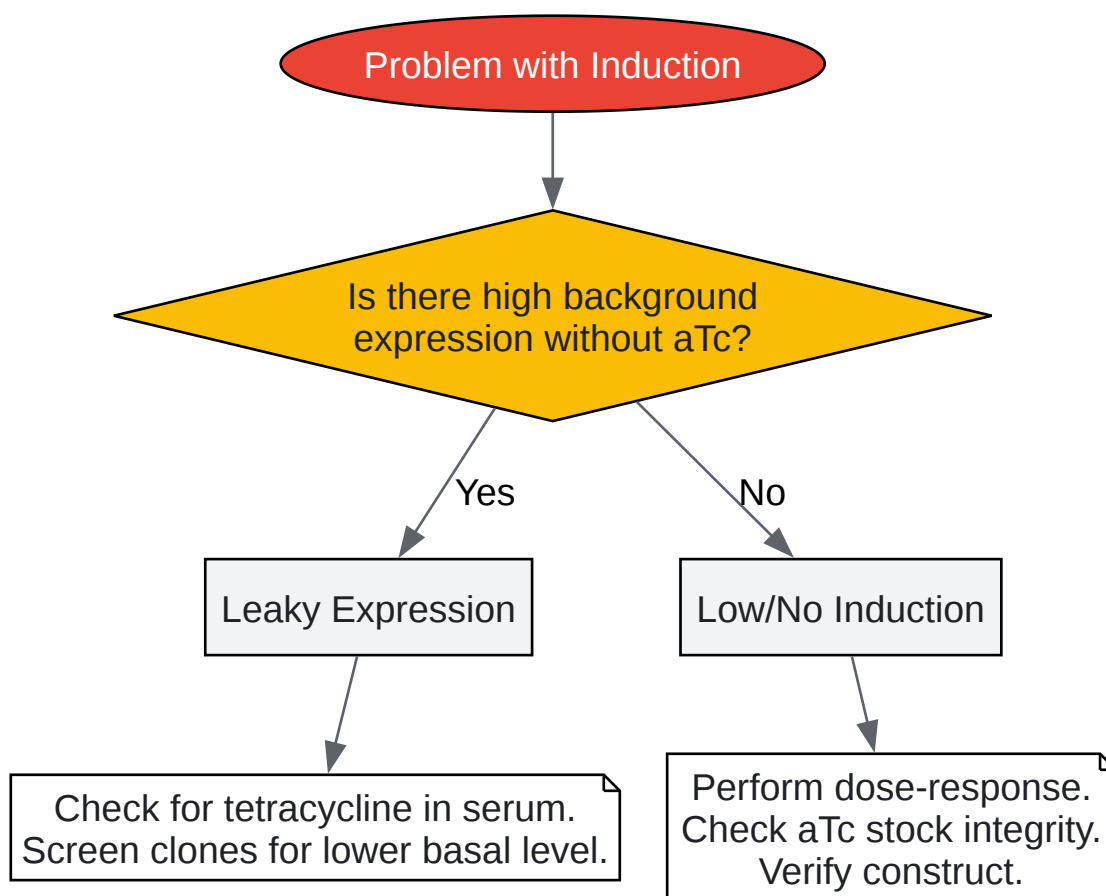 Problem with Induction
Is there high background
expression without aTc?
Yes
No
Leaky Expression
Low/No Induction
Check for tetracycline in serum.
Screen clones for lower basal level.
Perform dose-response.
Check aTc stock integrity.
Verify construct.